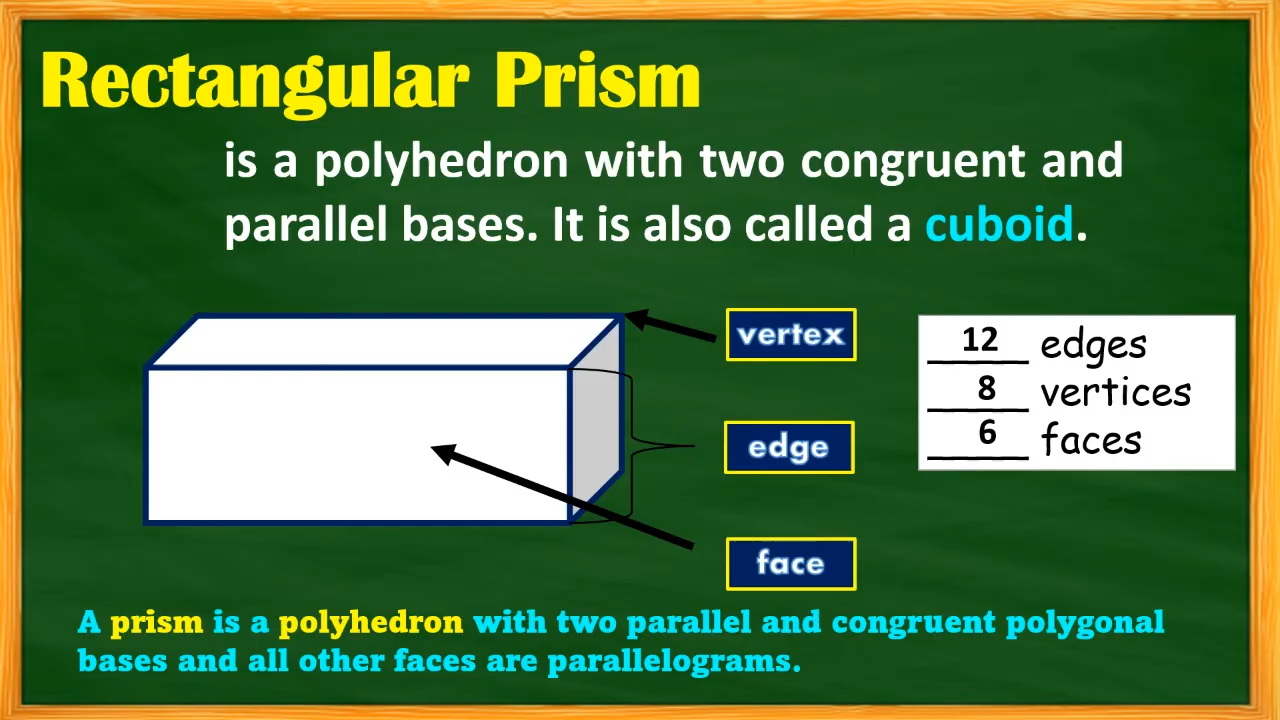 Rectangular Prism
is a polyhedron with two congruent and
parallel bases. It is also called a cuboid.
vertex
edge
face
12 edges
8 vertices
6 faces
A prism is a polyhedron with two parallel and congruent polygonal
bases and all other faces are parallelograms.